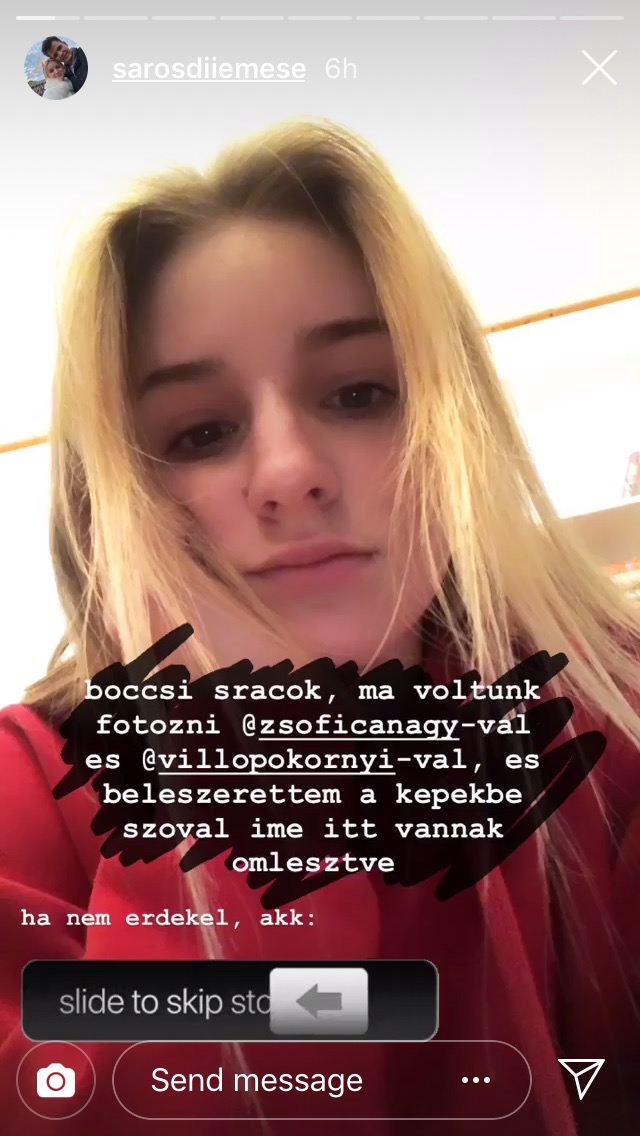 sarosdiiemese 6h
boccsi sracok, ma voltunk
fotozni @zsoficanagy-val
es @villopokornyi-val, es
beleszerettem a kepekbe
szoval ime itt vannak
omlesztve
ha nem erdekel, akk:
slide to skip sto
Send message